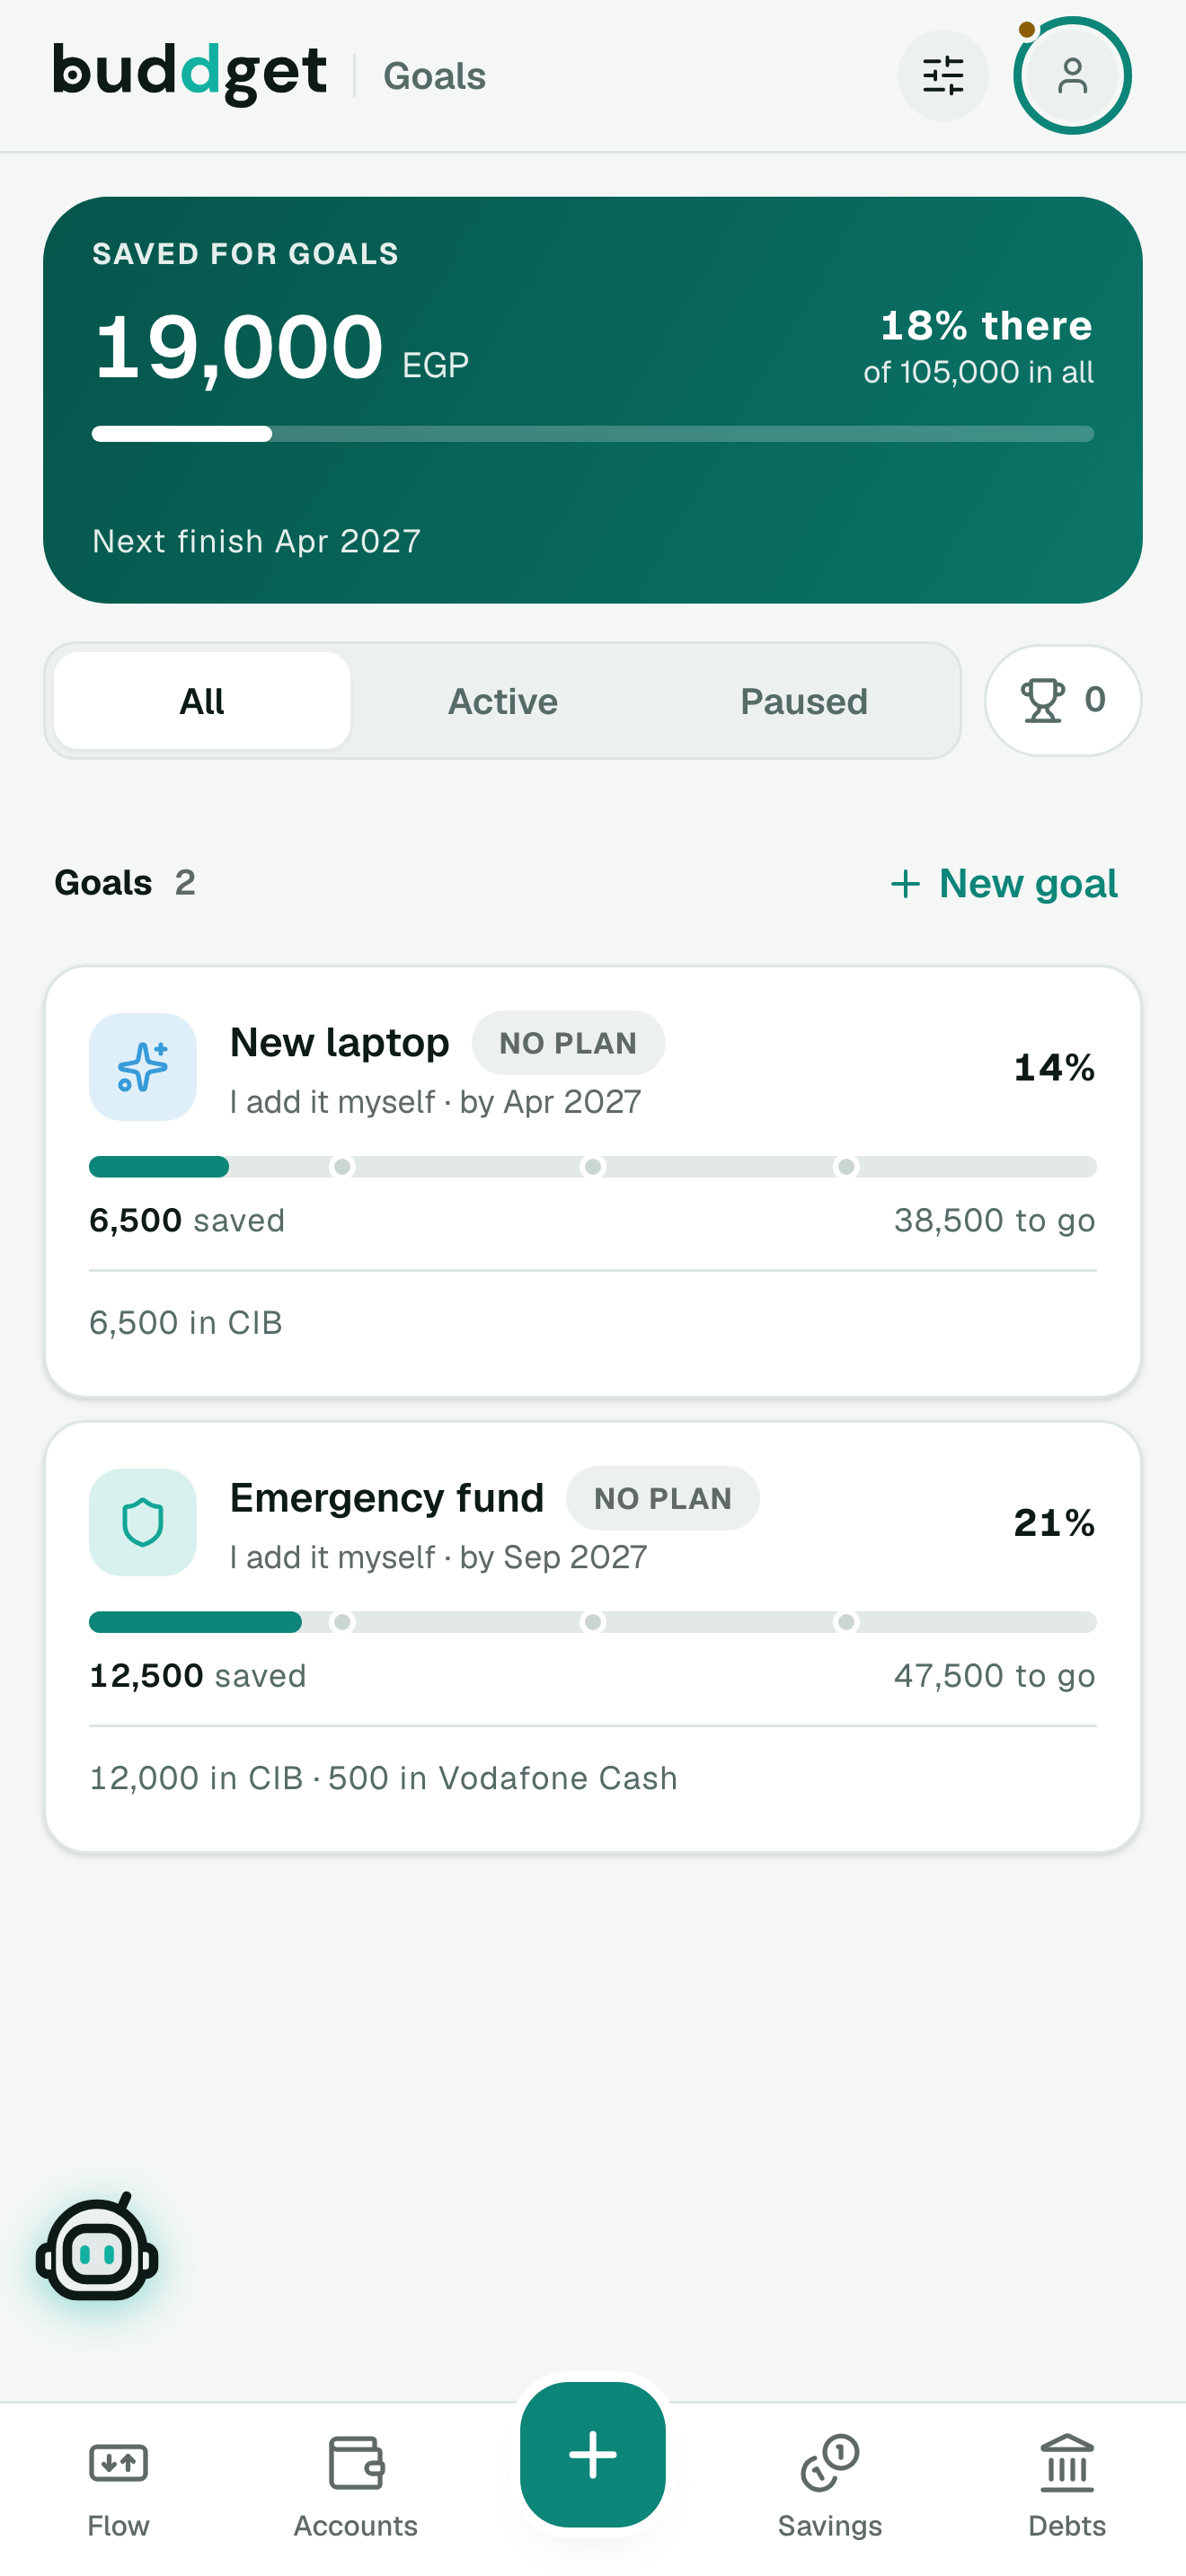 buddget
Goals
SAVED FOR GOALS
19,000 EGP
18% there
of 105,000 in all
Next finish Apr 2027
All
Active
Paused
0
Goals 2
+ New goal
New laptop
NO PLAN
I add it myself · by Apr 2027
14%
6,500 saved
38,500 to go
6,500 in CIB
Emergency fund
NO PLAN
I add it myself · by Sep 2027
21%
12,500 saved
47,500 to go
12,000 in CIB · 500 in Vodafone Cash
Flow
Accounts
Savings
Debts